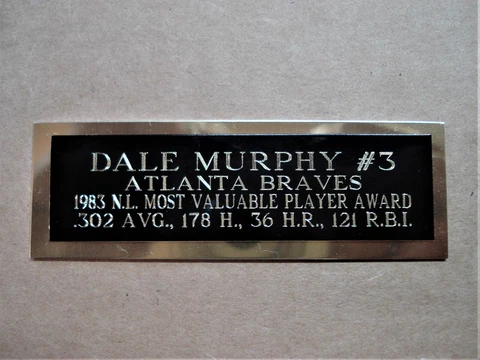 DALE MURPHY #3
ATLANTA BRAVES
1983 N.L. MOST VALUABLE PLAYER AWARD
.302 AVG., 178 H., 36 H.R., 121 R.B.I.